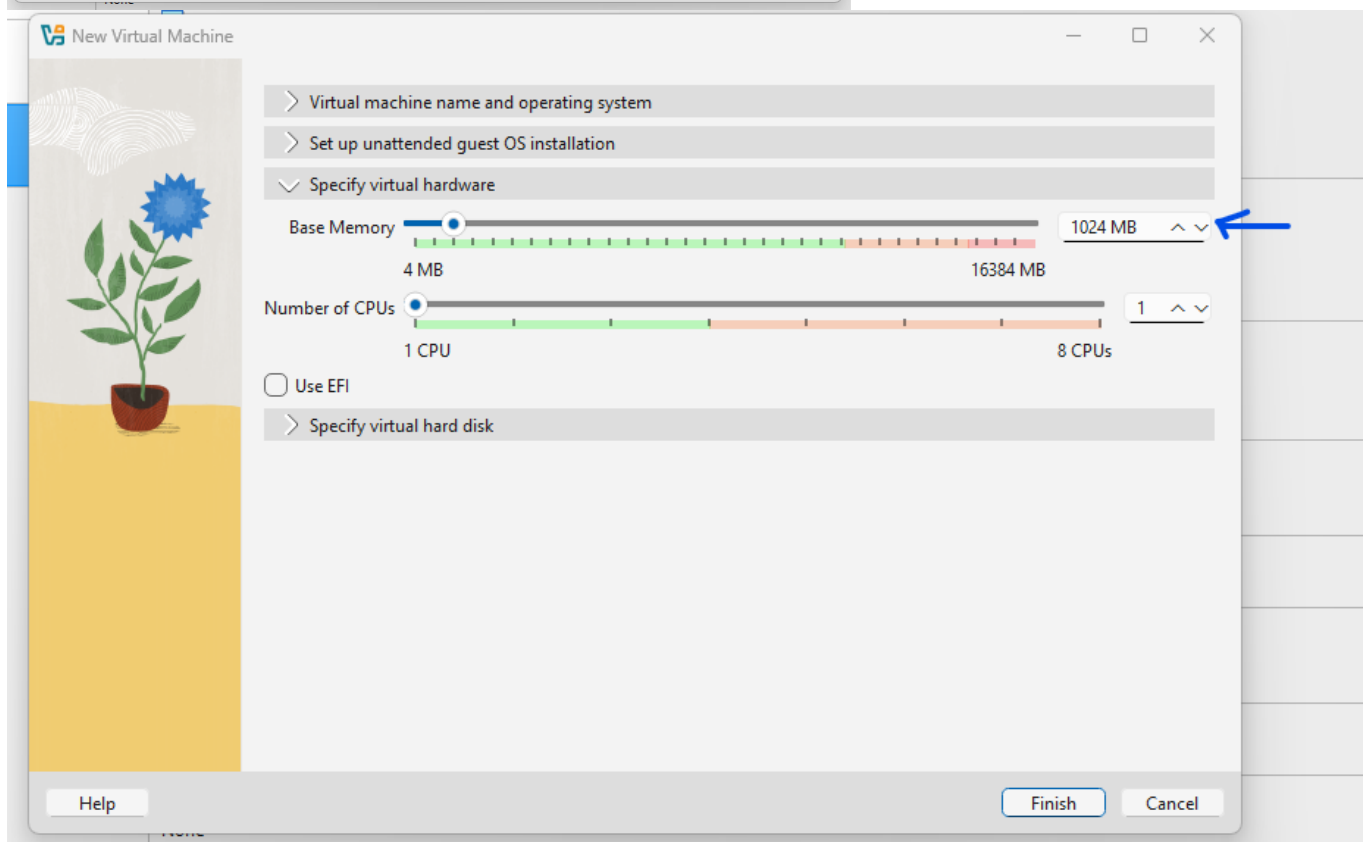 New Virtual Machine
Virtual machine name and operating system
Set up unattended guest OS installation
Specify virtual hardware
Base Memory 1024 MB
4 MB 16384 MB
Number of CPUs 1
1 CPU 8 CPUs
Use EFI
Specify virtual hard disk
Help Finish Cancel